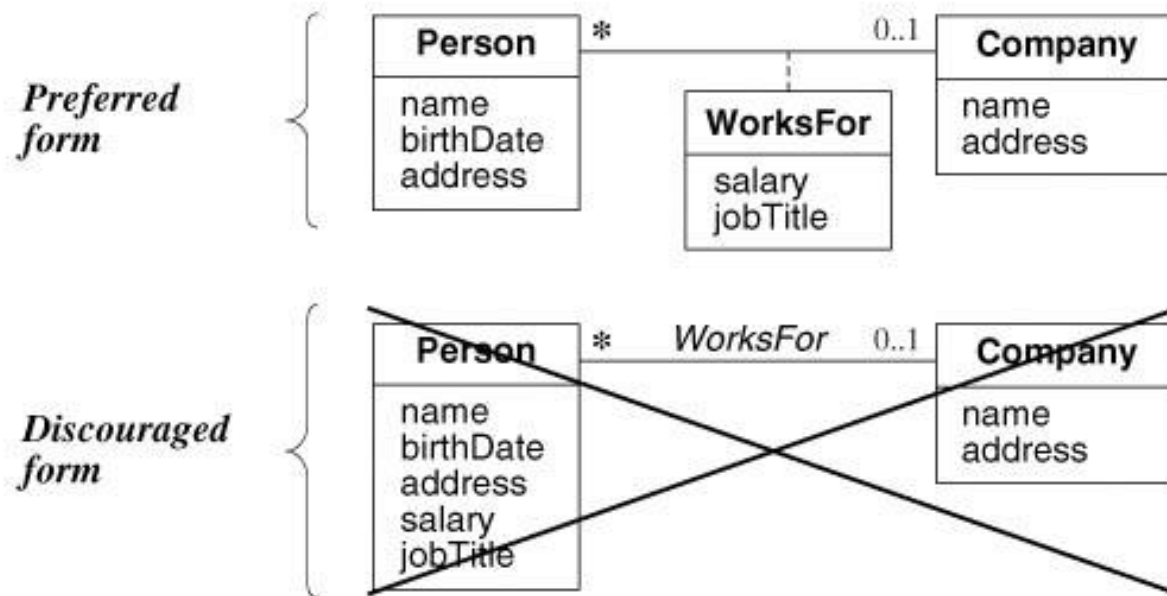 Preferred
form
Person
name
birthDate
address
* 0..1
WorksFor
salary
jobTitle
Company
name
address
Discouraged
form
Person
name
birthDate
address
salary
jobTitle
* WorksFor 0..1
Company
name
address